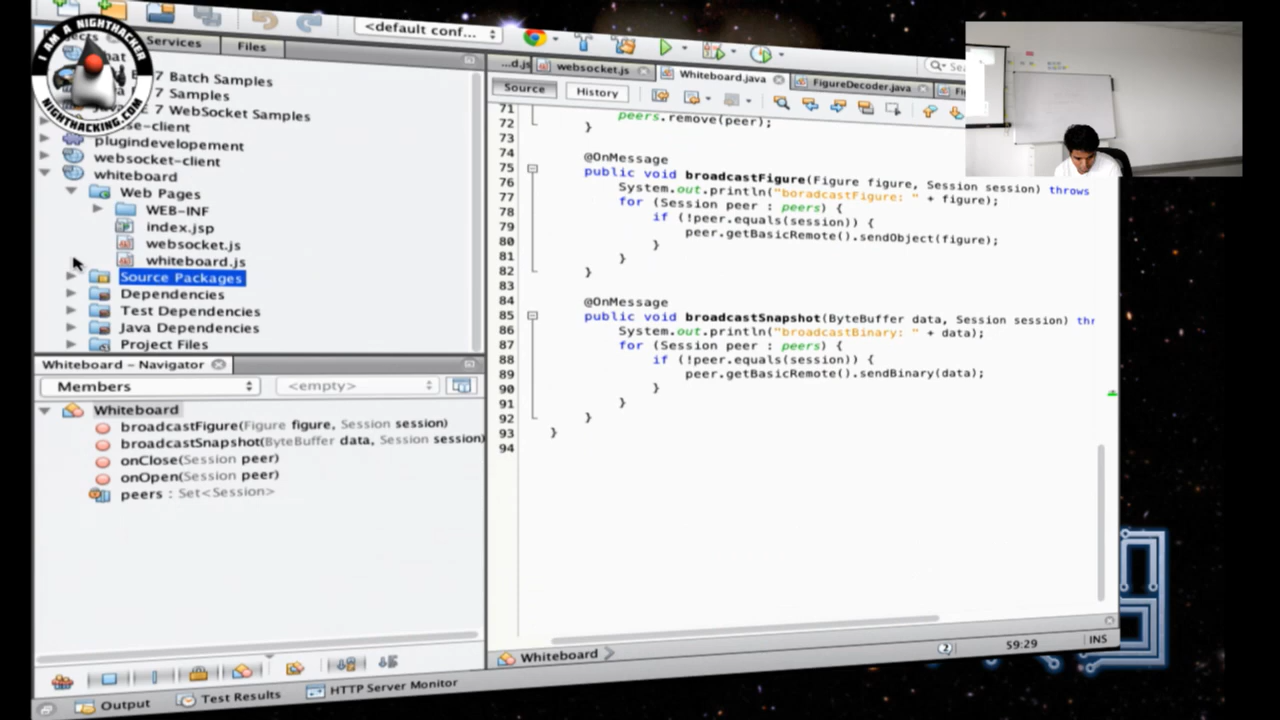 <default conf...
I AM A NIGHTHACKER
NIGHTHACKING.COM
Services
Files
7 Batch Samples
7 Samples
7 WebSocket Samples
se-client
plugindevelopement
websocket-client
whiteboard
Web Pages
WEB-INF
index.jsp
websocket.js
whiteboard.js
Source Packages
Dependencies
Test Dependencies
Java Dependencies
Project Files
Whiteboard - Navigator
Members
<empty>
Whiteboard
broadcastFigure(Figure figure, Session session)
broadcastSnapshot(ByteBuffer data, Session session)
onClose(Session peer)
onOpen(Session peer)
peers : Set<Session>
Output
Test Results
HTTP Server Monitor
...d.js
websocket.js
Whiteboard.java
FigureDecoder.java
Source
History
71
72 peers.remove(peer);
73 }
74
75 @OnMessage
76 public void broadcastFigure(Figure figure, Session session) throws
77 System.out.println("boradcastFigure: " + figure);
78 for (Session peer : peers) {
79 if (!peer.equals(session)) {
80 peer.getBasicRemote().sendObject(figure);
81 }
82 }
83 }
84 @OnMessage
85 public void broadcastSnapshot(ByteBuffer data, Session session) thr
86 System.out.println("broadcastBinary: " + data);
87 for (Session peer : peers) {
88 if (!peer.equals(session)) {
89 peer.getBasicRemote().sendBinary(data);
90 }
91 }
92 }
93 }
94
Whiteboard
2
59:29
INS